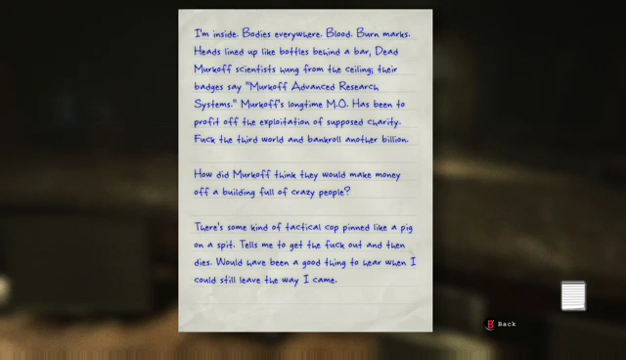 I'm inside. Bodies everywhere. Blood. Burn marks.
Heads lined up like bottles behind a bar, Dead
Murkoff scientists hung from the ceiling; their
badges say "Murkoff Advanced Research
Systems." Murkoff's longtime M.O. Has been to
profit off the exploitation of supposed charity.
Fuck the third world and bankroll another billion.
How did Murkoff think they would make money
off a building full of crazy people?
There's some kind of tactical cop pinned like a pig
on a spit. Tells me to get the fuck out and then
dies. Would have been a good thing to hear when I
could still leave the way I came.
B Back